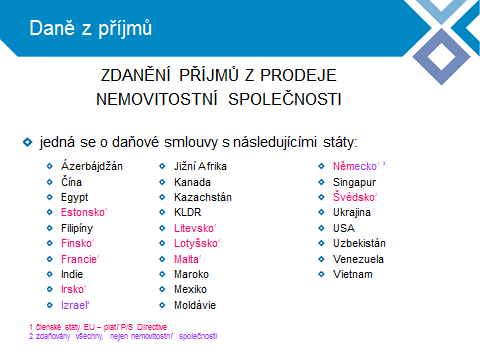 Daně z příjmů
ZDANĚNÍ PŘÍJMŮ Z PRODEJE
NEMOVITOSTNÍ SPOLEČNOSTI
jedná se o daňové smlouvy s následujícími státy:
Ázerbájdžán
Čína
Egypt
Estonsko¹
Filipíny
Finsko¹
Francie¹
Indie
Irsko¹
Izrael²
Jižní Afrika
Kanada
Kazachstán
KLDR
Litevsko¹
Lotyšsko¹
Malta¹
Maroko
Mexiko
Moldávie
Německo¹ ²
Singapur
Švédsko¹
Ukrajina
USA
Uzbekistán
Venezuela
Vietnam
1 členské státy EU – platí P/S Directive
2 zdaňovány všechny, nejen nemovitostní společnosti